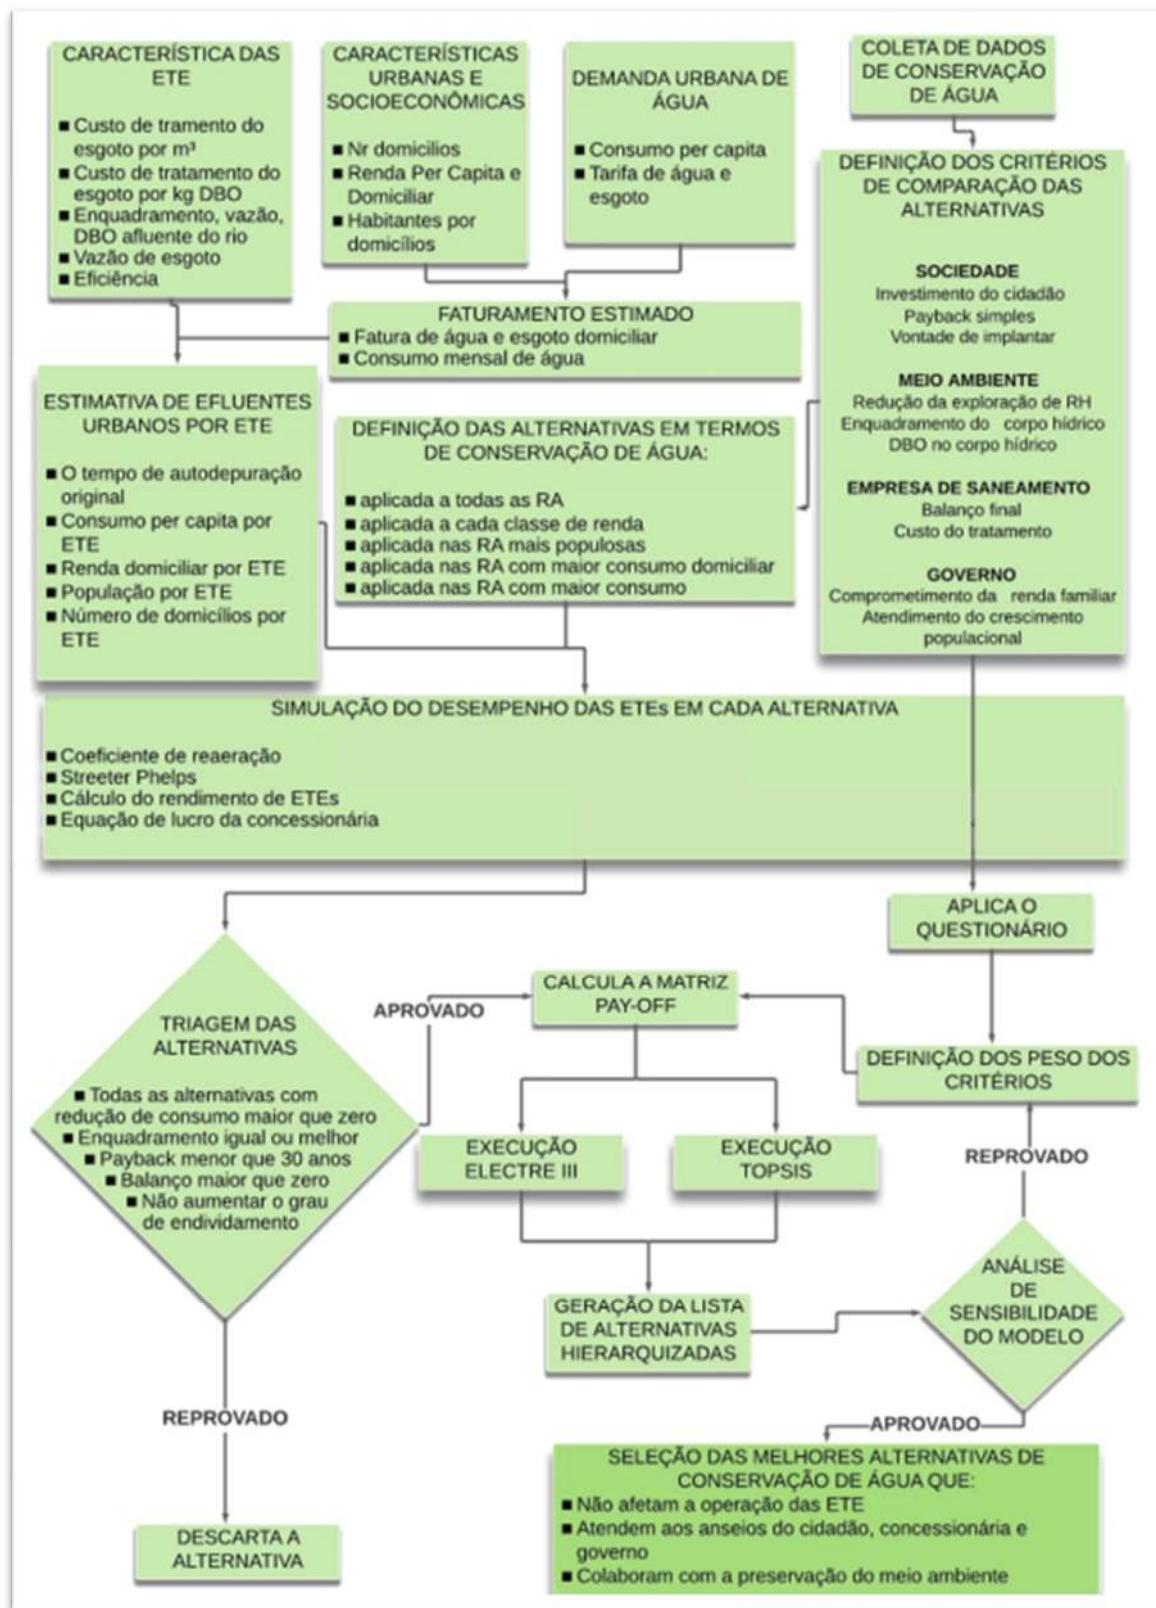 CARACTERÍSTICA DAS
ETE
■ Custo de tramento do
esgoto por m³
■ Custo de tratamento do
esgoto por kg DBO
■ Enquadramento, vazão,
DBO afluente do rio
■ Vazão de esgoto
■ Eficiência
CARACTERÍSTICAS
URBANAS E
SOCIOECONÔMICAS
■ Nr domicilios
■ Renda Per Capita e
Domiciliar
■ Habitantes por
domicílios
DEMANDA URBANA DE
ÁGUA
■ Consumo per capita
■ Tarifa de água e
esgoto
COLETA DE DADOS
DE CONSERVAÇÃO
DE ÁGUA
DEFINIÇÃO DOS CRITÉRIOS
DE COMPARAÇÃO DAS
ALTERNATIVAS
SOCIEDADE
Investimento do cidadão
Payback simples
Vontade de implantar
MEIO AMBIENTE
Redução da exploração de RH
Enquadramento do corpo hídrico
DBO no corpo hídrico
EMPRESA DE SANEAMENTO
Balanço final
Custo do tratamento
GOVERNO
Comprometimento da renda familiar
Atendimento do crescimento
populacional
FATURAMENTO ESTIMADO
■ Fatura de água e esgoto domiciliar
■ Consumo mensal de água
ESTIMATIVA DE EFLUENTES
URBANOS POR ETE
■ O tempo de autodepuração
original
■ Consumo per capita por
ETE
■ Renda domiciliar por ETE
■ População por ETE
■ Número de domicílios por
ETE
DEFINIÇÃO DAS ALTERNATIVAS EM TERMOS
DE CONSERVAÇÃO DE ÁGUA:
■ aplicada a todas as RA
■ aplicada a cada classe de renda
■ aplicada nas RA mais populosas
■ aplicada nas RA com maior consumo domiciliar
■ aplicada nas RA com maior consumo
SIMULAÇÃO DO DESEMPENHO DAS ETEs EM CADA ALTERNATIVA
■ Coeficiente de reaeração
■ Streeter Phelps
■ Cálculo do rendimento de ETEs
■ Equação de lucro da concessionária
APLICA O
QUESTIONÁRIO
TRIAGEM DAS
ALTERNATIVAS
■ Todas as alternativas com
redução de consumo maior que zero
■ Enquadramento igual ou melhor
■ Payback menor que 30 anos
■ Balanço maior que zero
■ Não aumentar o grau
de endividamento
APROVADO
CALCULA A MATRIZ
PAY-OFF
DEFINIÇÃO DOS PESO DOS
CRITÉRIOS
EXECUÇÃO
ELECTRE III
EXECUÇÃO
TOPSIS
REPROVADO
GERAÇÃO DA LISTA
DE ALTERNATIVAS
HIERARQUIZADAS
ANÁLISE
DE
SENSIBILIDADE
DO MODELO
REPROVADO
APROVADO
DESCARTA A
ALTERNATIVA
SELEÇÃO DAS MELHORES ALTERNATIVAS DE
CONSERVAÇÃO DE ÁGUA QUE:
■ Não afetam a operação das ETE
■ Atendem aos anseios do cidadão, concessionária e
governo
■ Colaboram com a preservação do meio ambiente